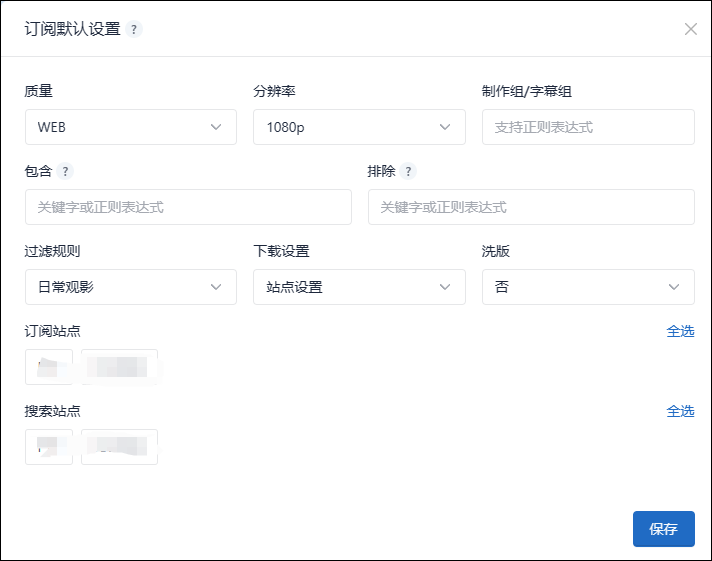 订阅默认设置 ?
质量 分辨率 制作组/字幕组
WEB 1080p 支持正则表达式
包含 ? 排除 ?
关键字或正则表达式 关键字或正则表达式
过滤规则 下载设置 洗版
日常观影 站点设置 否
订阅站点 全选
搜索站点 全选
保存